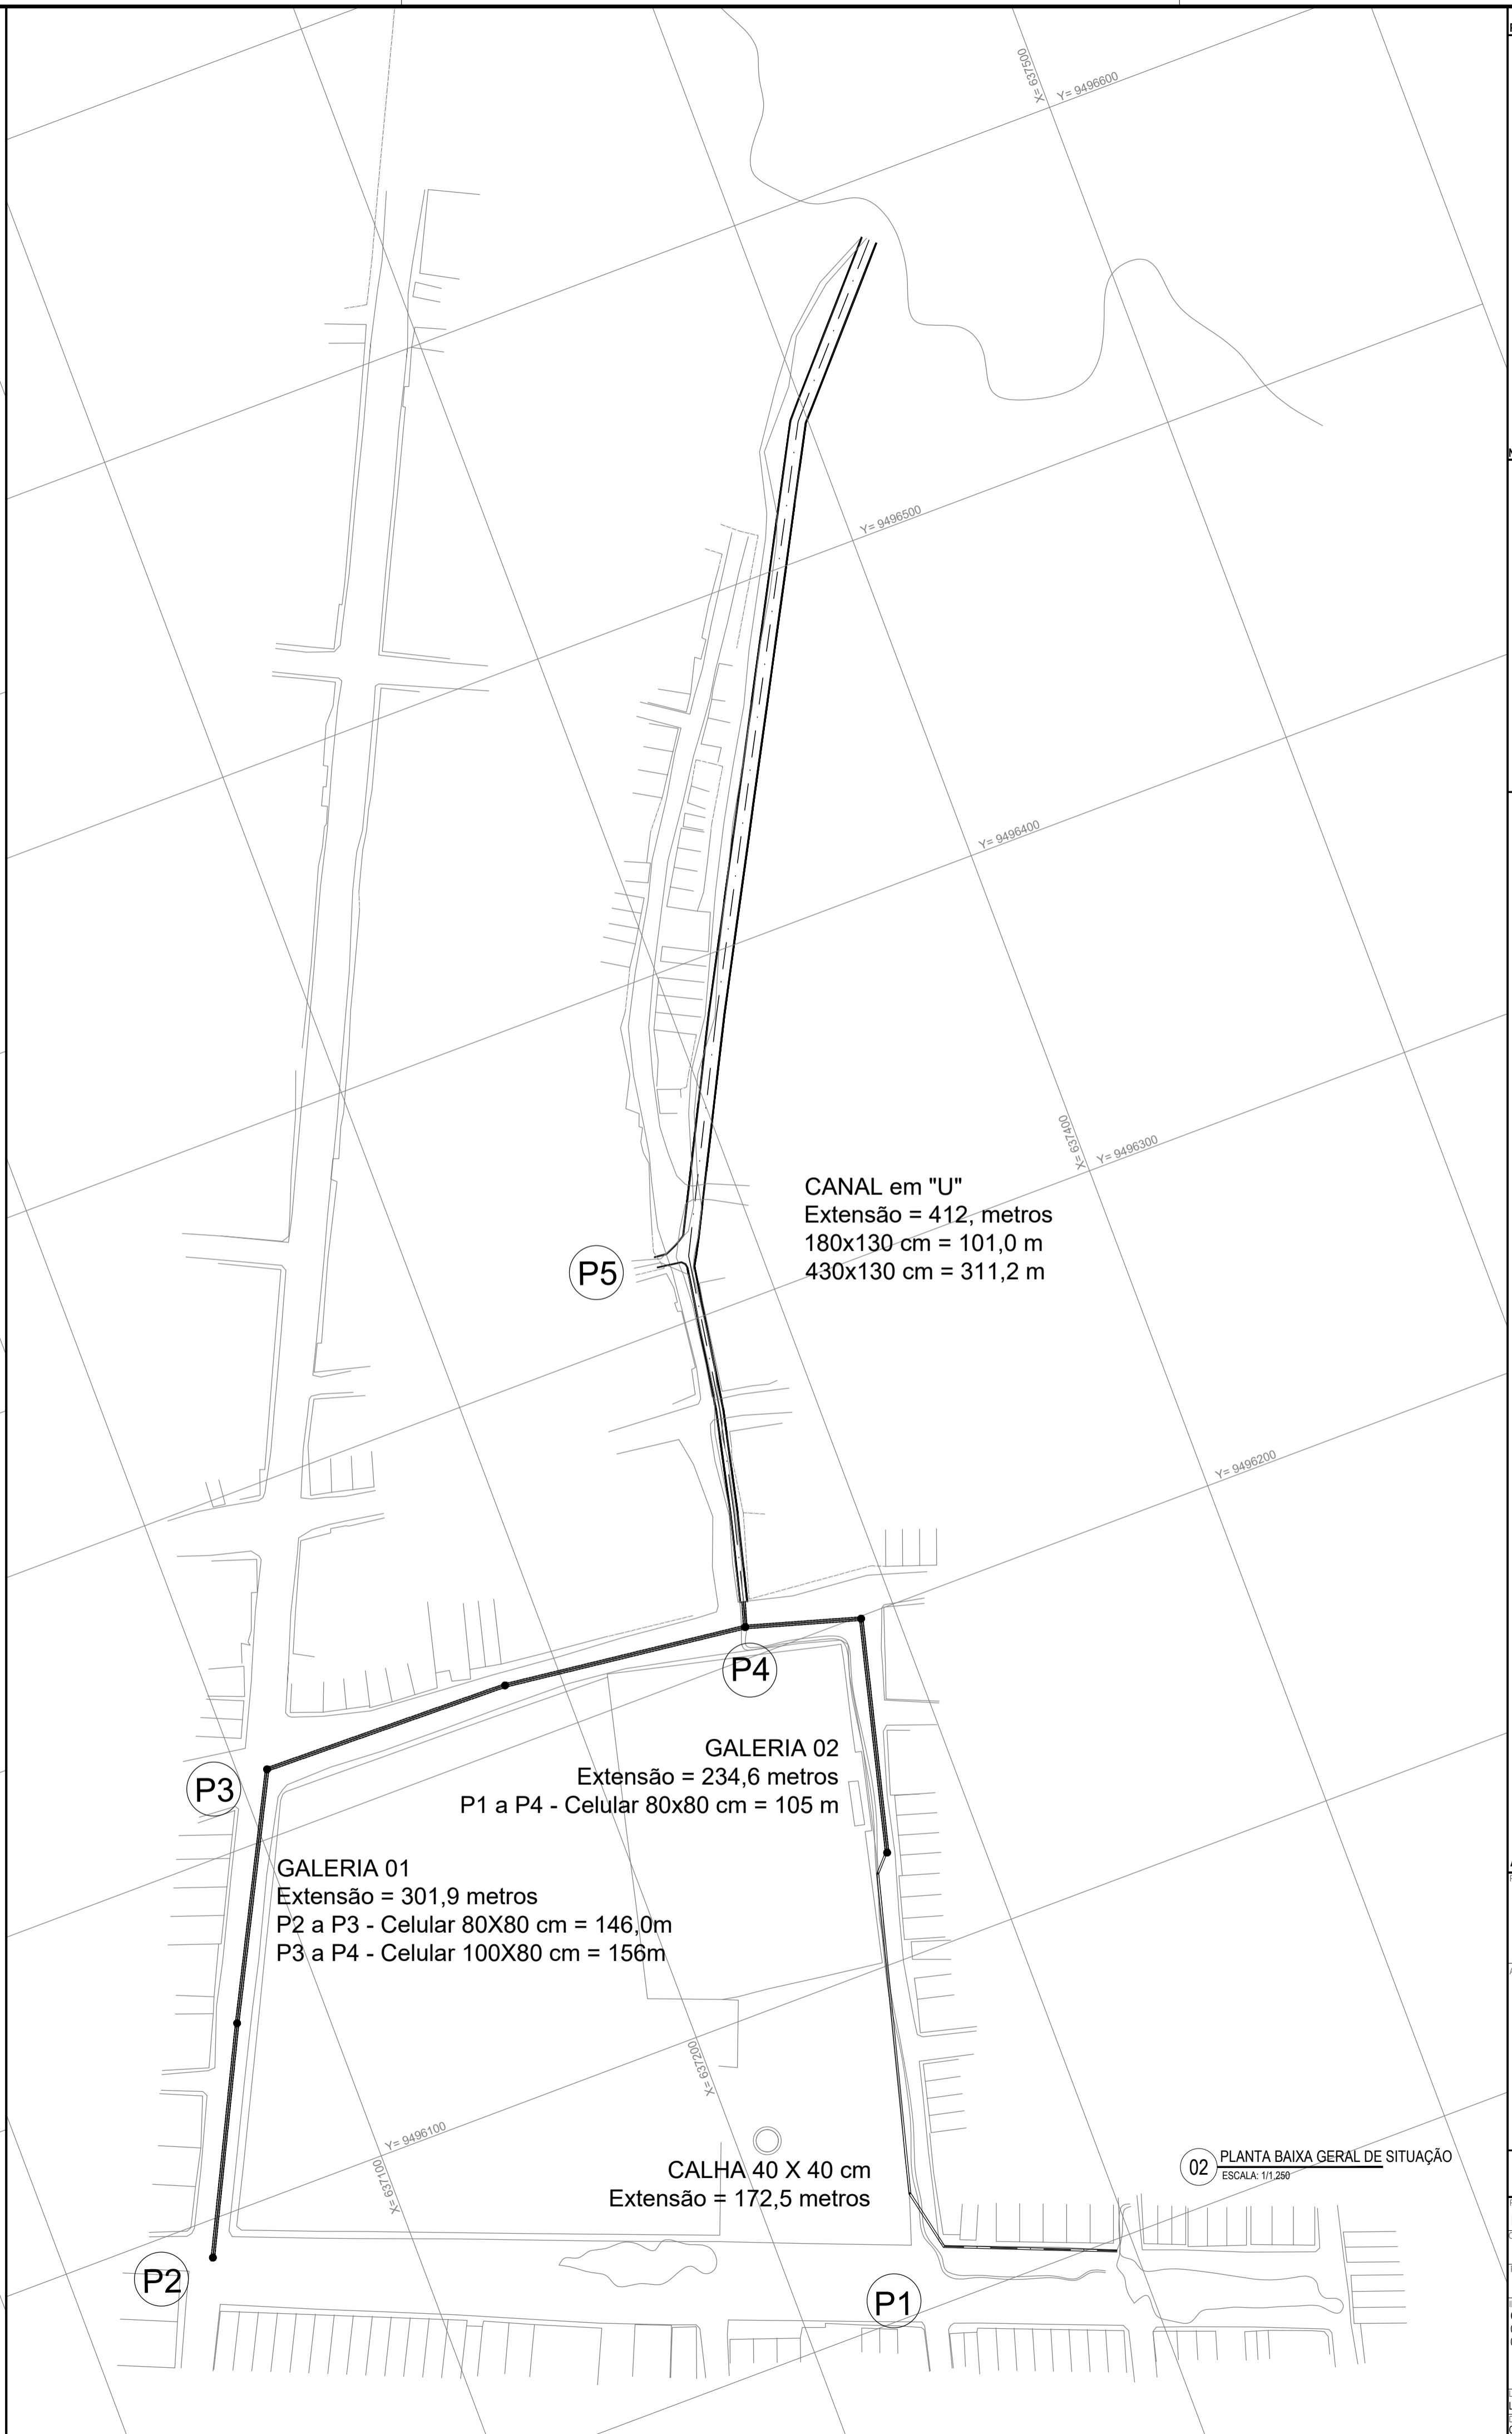 X= 637500
Y= 9496600
Y= 9496500
Y= 9496400
X= 637400
Y= 9496300
CANAL em "U"
Extensão = 412, metros
180x130 cm = 101,0 m
430x130 cm = 311,2 m
P5
Y= 9496200
P4
GALERIA 02
Extensão = 234,6 metros
P1 a P4 - Celular 80x80 cm = 105 m
P3
GALERIA 01
Extensão = 301,9 metros
P2 a P3 - Celular 80X80 cm = 146,0m
P3 a P4 - Celular 100X80 cm = 156m
X= 637200
Y= 9496100
X= 637100
CALHA 40 X 40 cm
Extensão = 172,5 metros
02 PLANTA BAIXA GERAL DE SITUAÇÃO
ESCALA: 1/1.250
P2
P1